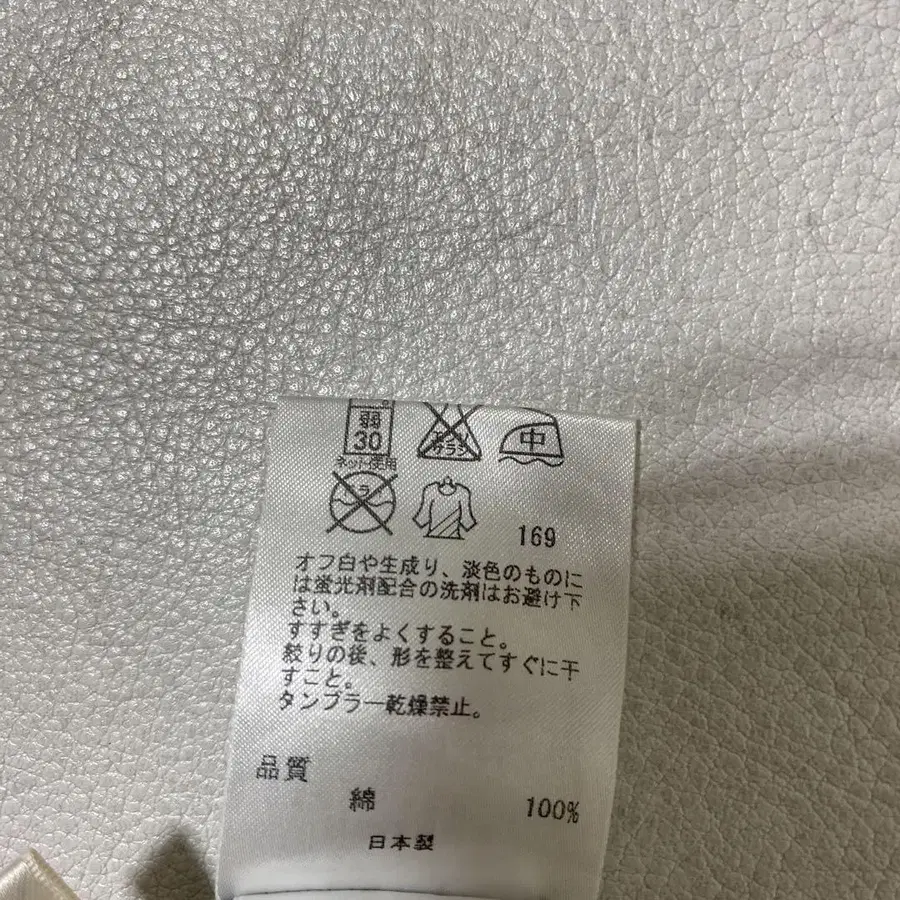 弱 中
30 サラシ
ネット使用
169
オフ白や生成り、淡色のものに
は蛍光剤配合の洗剤はお避け下
さい。
すすぎをよくすること。
絞りの後、形を整えてすぐに干
すこと。
タンブラー乾燥禁止。
品質
綿 100%
日本製